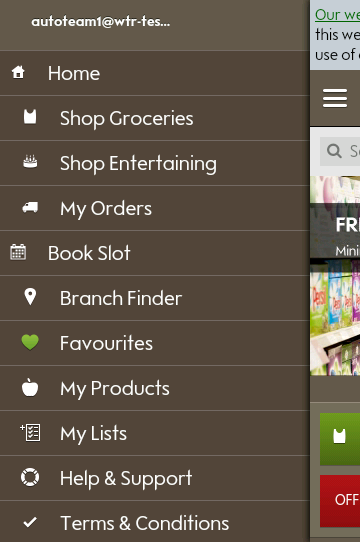 autoteam1@wtr-tes...
Home
Shop Groceries
Shop Entertaining
My Orders
Book Slot
Branch Finder
Favourites
My Products
My Lists
Help & Support
Terms & Conditions
Our we
this we
use of
S
FRE
Mini
OFF